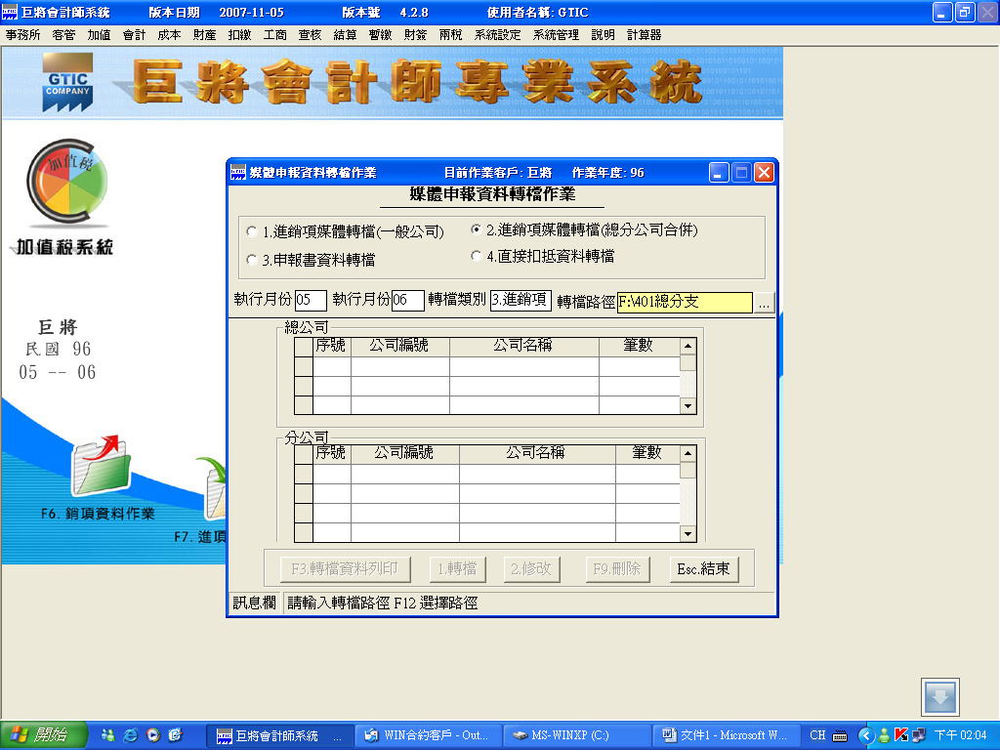 巨將會計師系統 版本日期 2007-11-05 版本號 4.2.8 使用者名稱: GTIC
事務所 客管 加值 會計 成本 財產 扣繳 工商 查核 結算 暫繳 財簽 兩稅 系統設定 系統管理 說明 計算器
GTIC
COMPANY
巨將會計師專業系統
加值稅
加值稅系統
巨將
民國 96
05 -- 06
F6. 銷項資料作業
F7. 進項
媒體申報資料轉檔作業 目前作業客戶: 巨將 作業年度: 96
媒體申報資料轉檔作業
1.進銷項媒體轉檔(一般公司) 2.進銷項媒體轉檔(總分公司合併)
3.申報書資料轉檔 4.直接扣抵資料轉檔
執行月份 05 執行月份 06 轉檔類別 3.進銷項 轉檔路徑 F:\401總分支 ...
總公司
序號 公司編號 公司名稱 筆數
分公司
序號 公司編號 公司名稱 筆數
F3.轉檔資料列印 1.轉檔 2.修改 F9.刪除 Esc.結束
訊息欄 請輸入轉檔路徑 F12 選擇路徑
開始 巨將會計師系統 ... WIN合約客戶 - Out... MS-WINXP (C:) 文件1 - Microsoft W... CH 下午 02:04